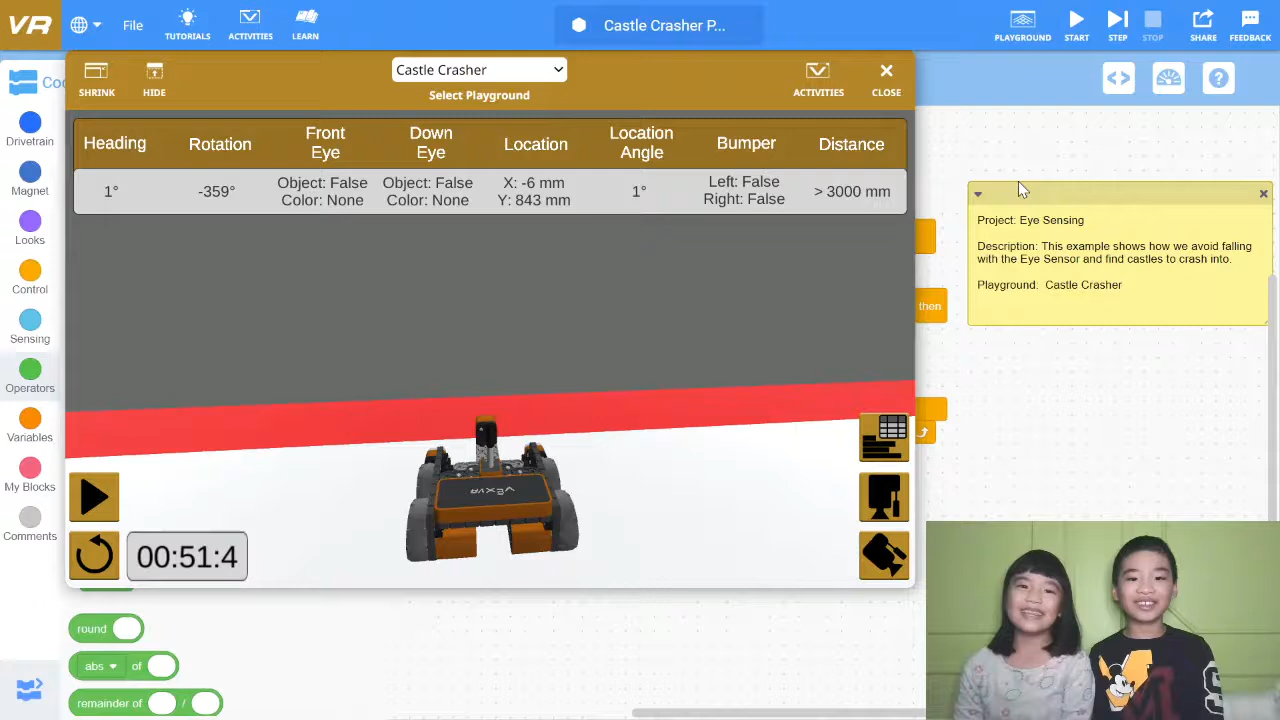 VR
File
TUTORIALS
ACTIVITIES
LEARN
Castle Crasher P...
PLAYGROUND
START
STEP
STOP
SHARE
FEEDBACK
Coo
SHRINK
HIDE
Castle Crasher
Select Playground
ACTIVITIES
CLOSE
Heading
Rotation
Front Eye
Down Eye
Location
Location Angle
Bumper
Distance
1°
-359°
Object: False
Color: None
Object: False
Color: None
X: -6 mm
Y: 843 mm
1°
Left: False
Right: False
> 3000 mm
Drivetrain
Magnet
Looks
Control
Sensing
Operators
Variables
My Blocks
Comments
then
Project: Eye Sensing
Description: This example shows how we avoid falling
with the Eye Sensor and find castles to crash into.
Playground: Castle Crasher
VEXVR
00:51:4
round
abs of
remainder of /